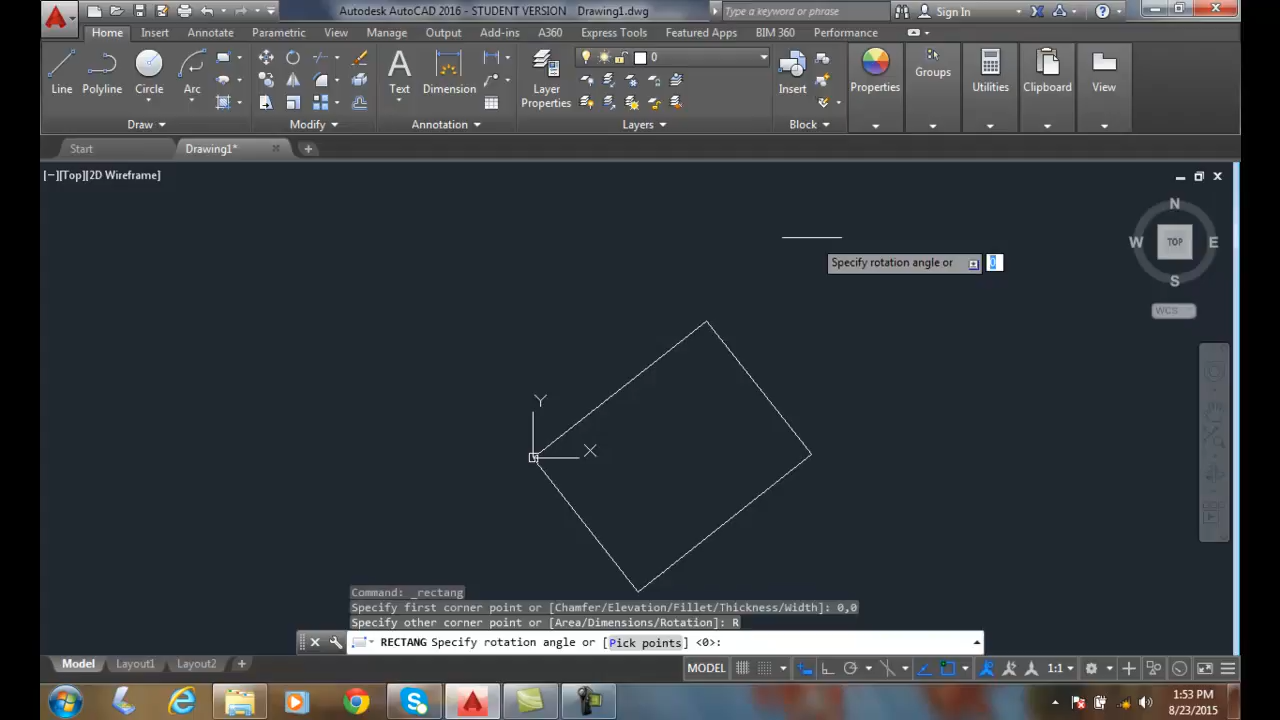 Autodesk AutoCAD 2016 - STUDENT VERSION Drawing1.dwg
Type a keyword or phrase
Sign In
Home Insert Annotate Parametric View Manage Output Add-ins A360 Express Tools Featured Apps BIM 360 Performance
0
Line Polyline Circle Arc Text Dimension Layer Properties Insert Properties Groups Utilities Clipboard View
Draw Modify Annotation Layers Block
Start Drawing1*
[−][Top][2D Wireframe]
N
W TOP E
S
WCS
Specify rotation angle or 0
Y
X
Command: _rectang
Specify first corner point or [Chamfer/Elevation/Fillet/Thickness/Width]: 0,0
Specify other corner point or [Area/Dimensions/Rotation]: R
RECTANG Specify rotation angle or [Pick points] <0>:
Model Layout1 Layout2 MODEL 1:1
1:53 PM
8/23/2015